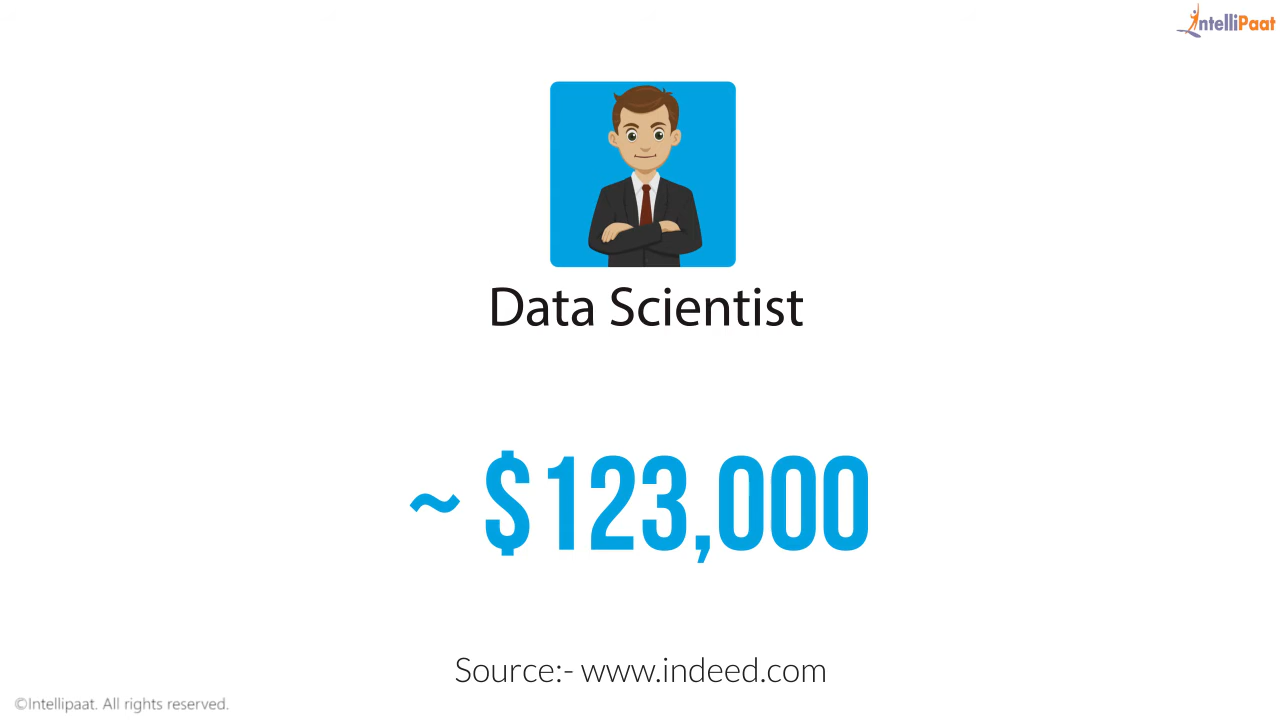 IntelliPaat
Data Scientist
~ $123,000
Source:- www.indeed.com
©Intellipaat. All rights reserved.